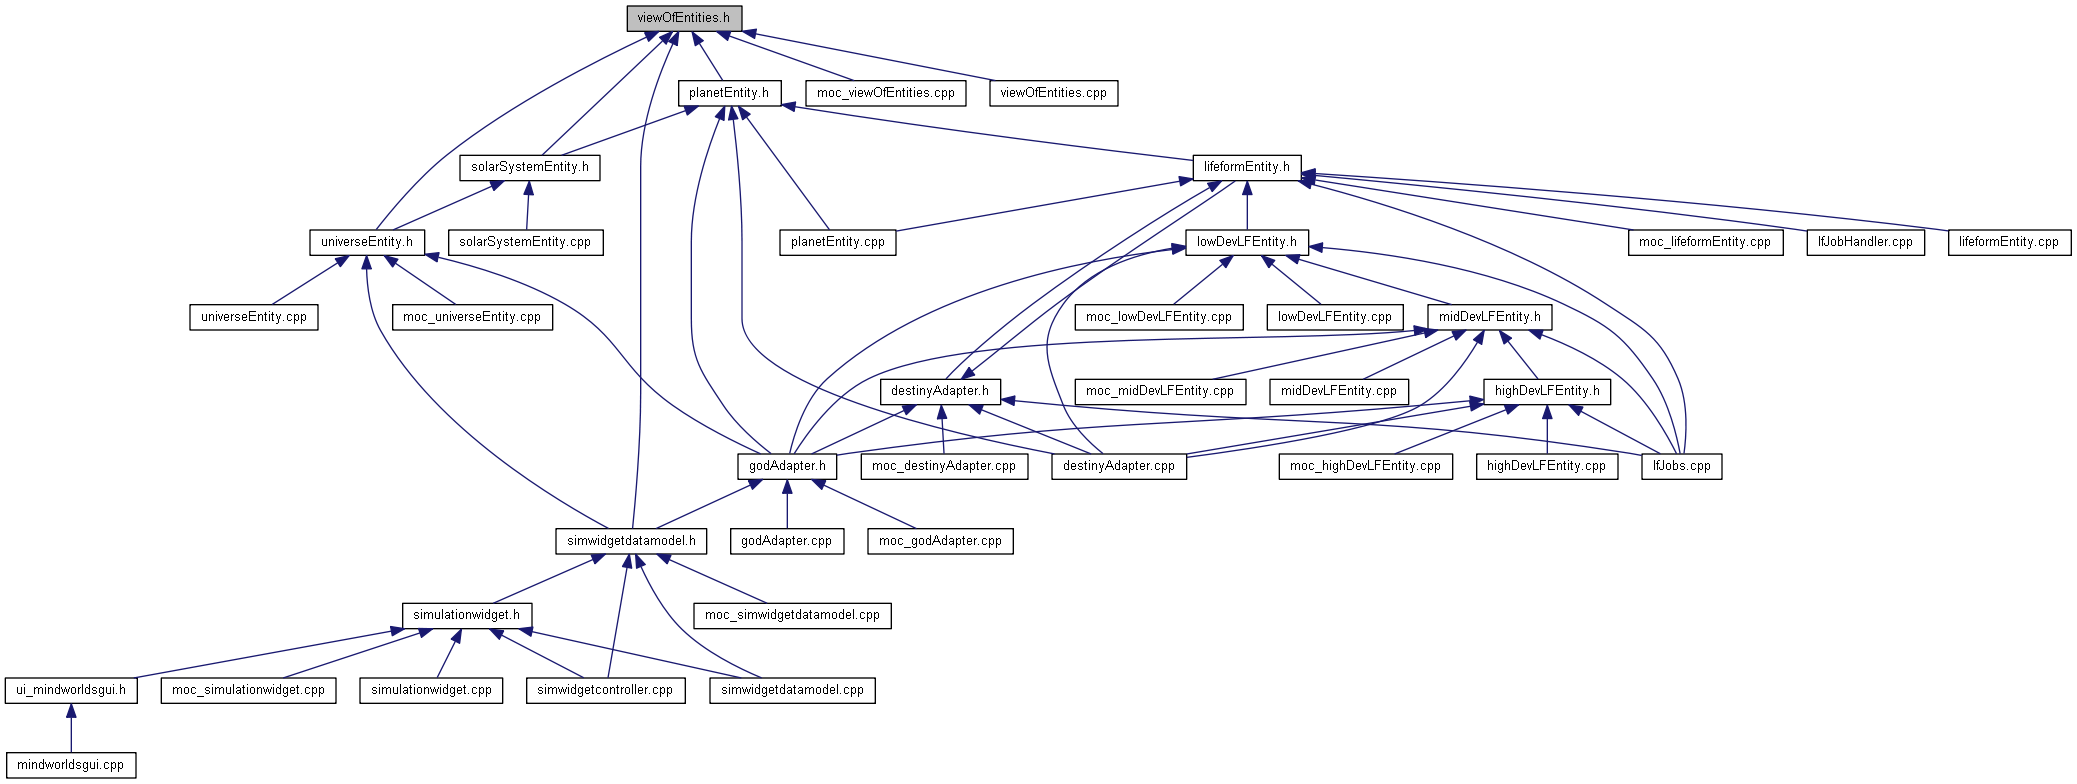 viewOfEntities.h
planetEntity.h
moc_viewOfEntities.cpp
viewOfEntities.cpp
solarSystemEntity.h
lifeformEntity.h
universeEntity.h
solarSystemEntity.cpp
planetEntity.cpp
lowDevLFEntity.h
moc_lifeformEntity.cpp
lfJobHandler.cpp
lifeformEntity.cpp
universeEntity.cpp
moc_universeEntity.cpp
moc_lowDevLFEntity.cpp
lowDevLFEntity.cpp
midDevLFEntity.h
destinyAdapter.h
moc_midDevLFEntity.cpp
midDevLFEntity.cpp
highDevLFEntity.h
godAdapter.h
moc_destinyAdapter.cpp
destinyAdapter.cpp
moc_highDevLFEntity.cpp
highDevLFEntity.cpp
lfJobs.cpp
simwidgetdatamodel.h
godAdapter.cpp
moc_godAdapter.cpp
simulationwidget.h
moc_simwidgetdatamodel.cpp
ui_mindworldsgui.h
moc_simulationwidget.cpp
simulationwidget.cpp
simwidgetcontroller.cpp
simwidgetdatamodel.cpp
mindworldsgui.cpp